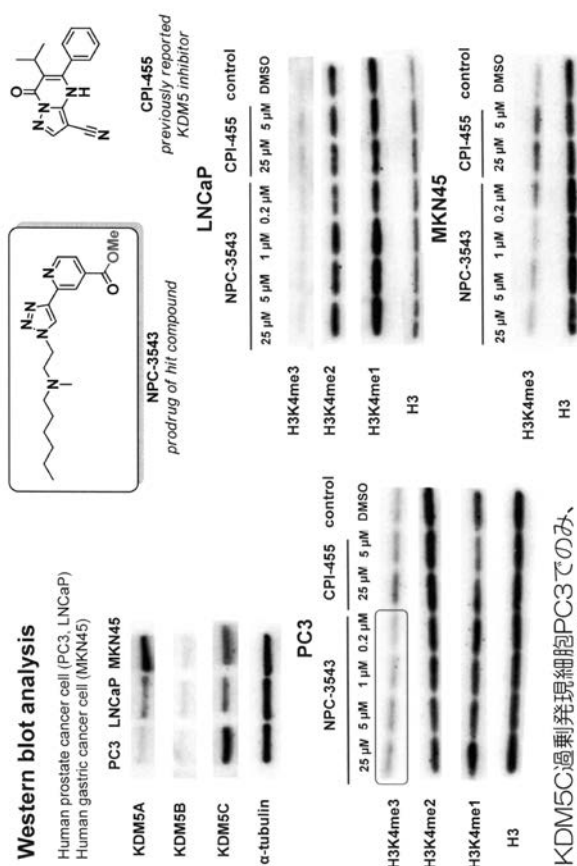 Western blot analysis
Human prostate cancer cell (PC3, LNCaP)
Human gastric cancer cell (MKN45)
PC3 LNCaP MKN45
KDM5A
KDM5B
KDM5C
α-tubulin
N=N
N
N
N
O
OMe
NPC-3543
prodrug of hit compound
O
N
N
N
H
N
CPI-455
previously reported
KDM5 inhibitor
PC3
NPC-3543 CPI-455 control
25 μM 5 μM 1 μM 0.2 μM 25 μM 5 μM DMSO
H3K4me3
H3K4me2
H3K4me1
H3
LNCaP
NPC-3543 CPI-455 control
25 μM 5 μM 1 μM 0.2 μM 25 μM 5 μM DMSO
H3K4me3
H3K4me2
H3K4me1
H3
MKN45
NPC-3543 CPI-455 control
25 μM 5 μM 1 μM 0.2 μM 25 μM 5 μM DMSO
H3K4me3
H3
KDM5C過剰発現細胞PC3でのみ、